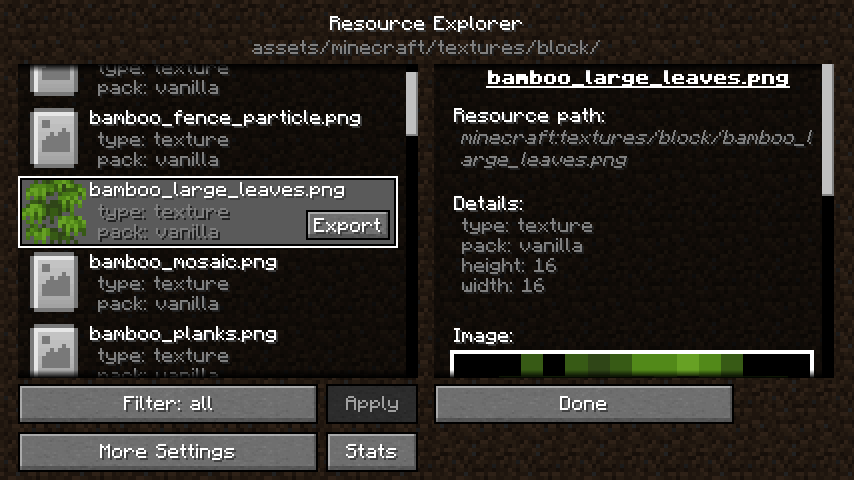 Resource Explorer
assets/minecraft/textures/block/
type: texture
pack: vanilla
bamboo_fence_particle.png
type: texture
pack: vanilla
bamboo_large_leaves.png
type: texture
pack: vanilla
Export
bamboo_mosaic.png
type: texture
pack: vanilla
bamboo_planks.png
type: texture
pack: vanilla
bamboo_large_leaves.png
Resource path:
minecraft:textures/block/bamboo_l
arge_leaves.png
Details:
type: texture
pack: vanilla
height: 16
width: 16
Image:
Filter: all
Apply
Done
More Settings
Stats